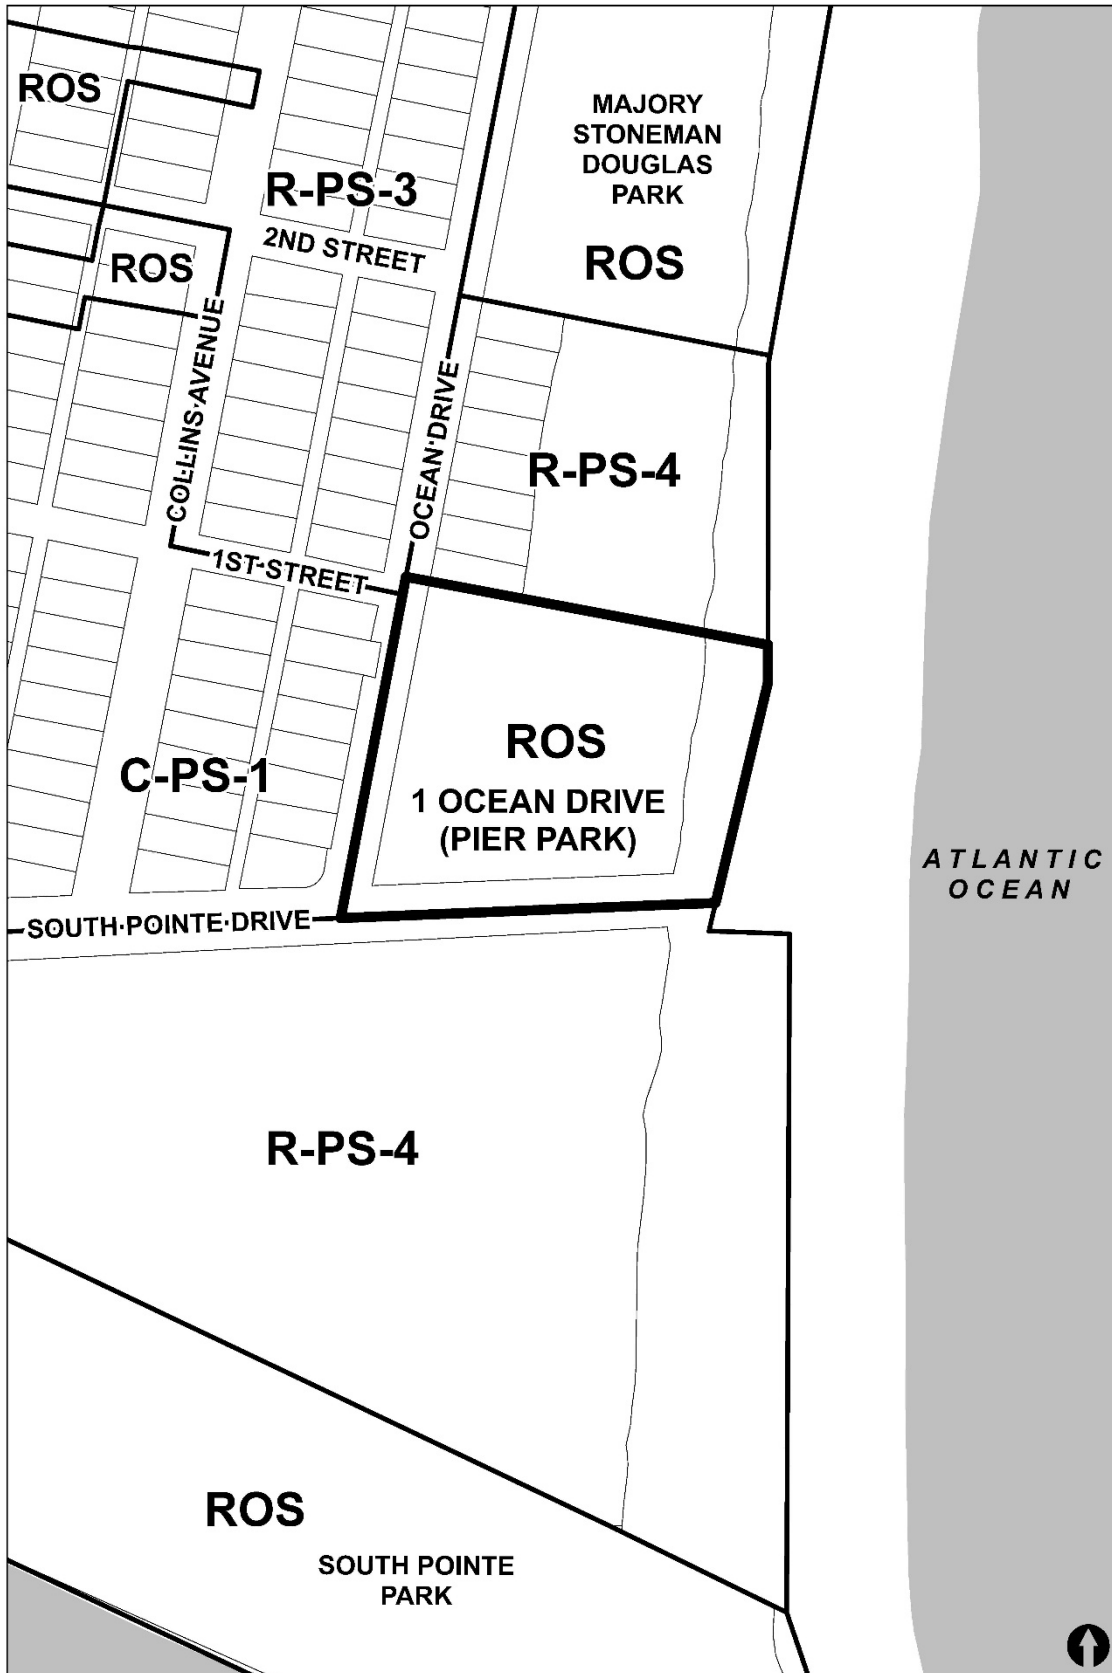 ROS
MAJORY
STONEMAN
DOUGLAS
PARK
R-PS-3
2ND STREET
ROS
ROS
COLLINS AVENUE
OCEAN DRIVE
R-PS-4
1ST STREET
ROS
1 OCEAN DRIVE
(PIER PARK)
C-PS-1
ATLANTIC
OCEAN
SOUTH POINTE DRIVE
R-PS-4
ROS
SOUTH POINTE
PARK